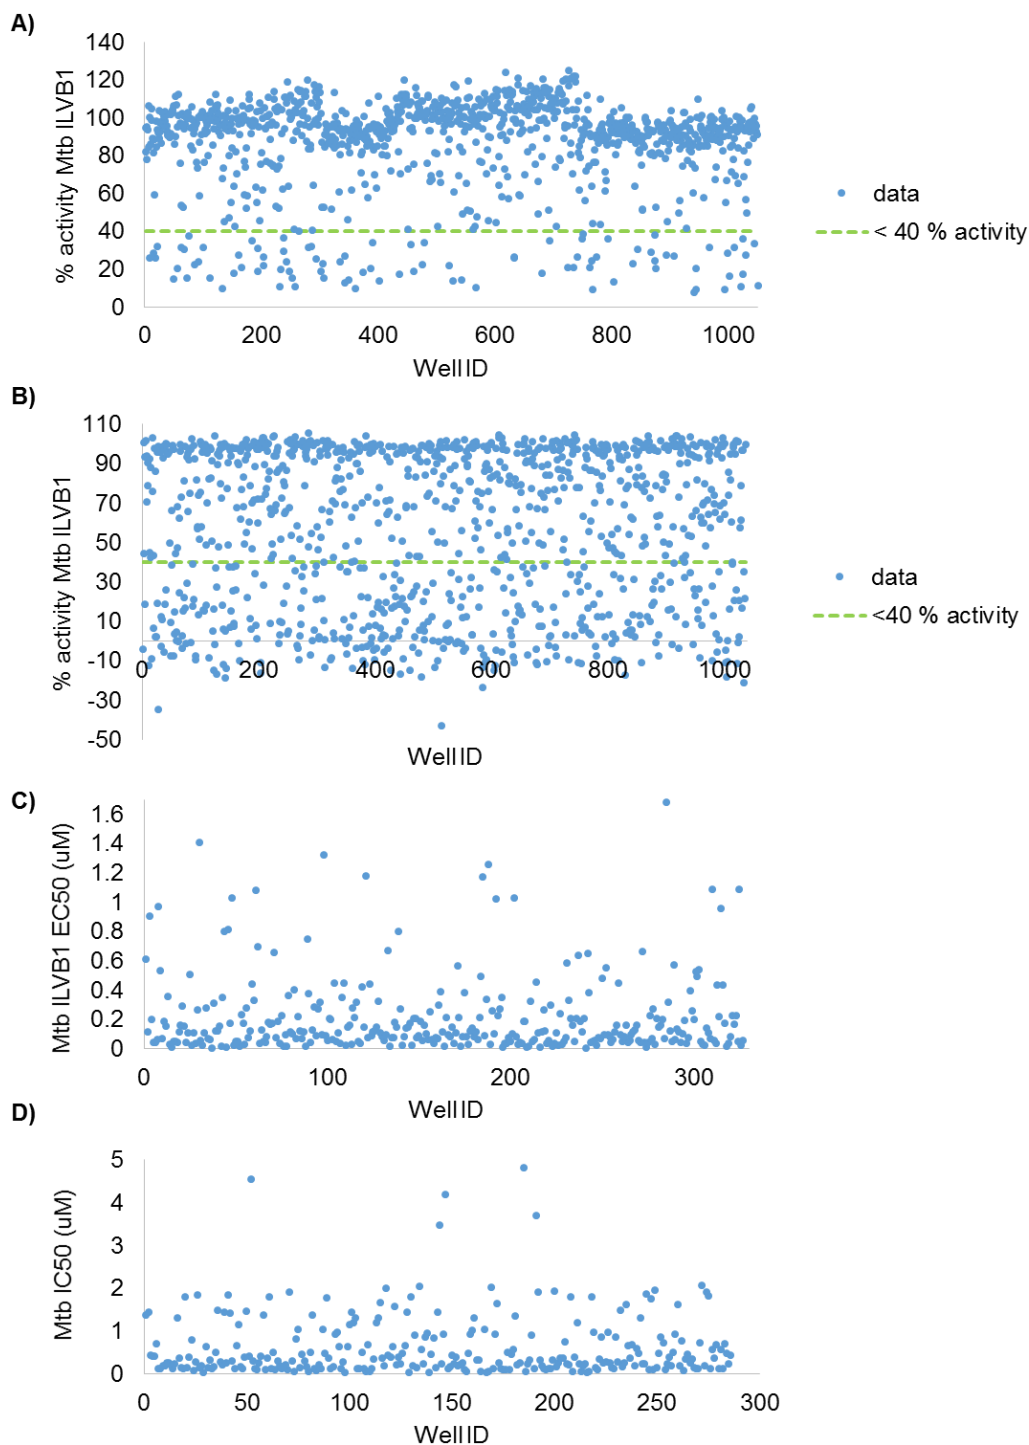 A)
% activity Mtb ILVB1
140
120
100
80
60
40
20
0
0 200 400 600 800 1000
Well ID
data
< 40 % activity
B)
% activity Mtb ILVB1
110
90
70
50
30
10
-10
-30
-50
0 200 400 600 800 1000
Well ID
data
<40 % activity
C)
Mtb ILVB1 EC50 (uM)
1.6
1.4
1.2
1
0.8
0.6
0.4
0.2
0
0 100 200 300
Well ID
D)
Mtb IC50 (uM)
5
4
3
2
1
0
0 50 100 150 200 250 300
Well ID